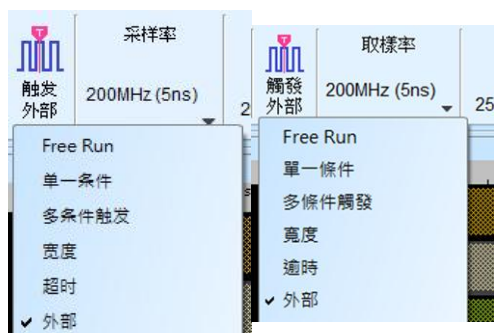 采样率
触发
外部
200MHz (5ns)
2
Free Run
单一条件
多条件触发
宽度
超时
外部
取樣率
觸發
外部
200MHz (5ns)
25
Free Run
單一條件
多條件觸發
寬度
逾時
外部